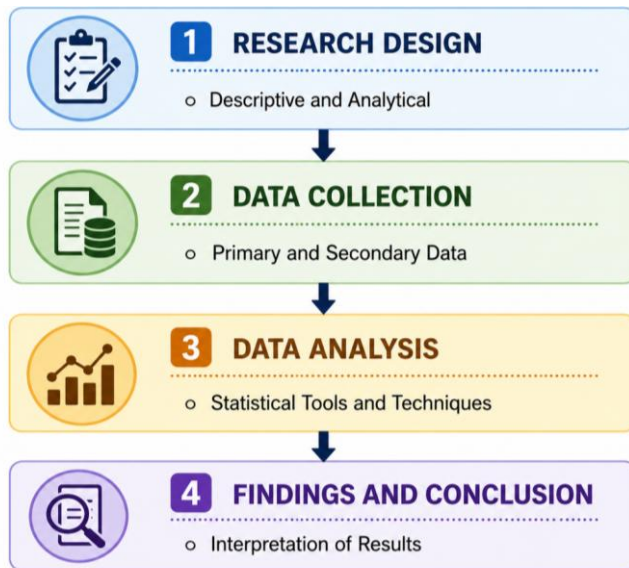 1 RESEARCH DESIGN
o Descriptive and Analytical
2 DATA COLLECTION
o Primary and Secondary Data
3 DATA ANALYSIS
o Statistical Tools and Techniques
4 FINDINGS AND CONCLUSION
o Interpretation of Results